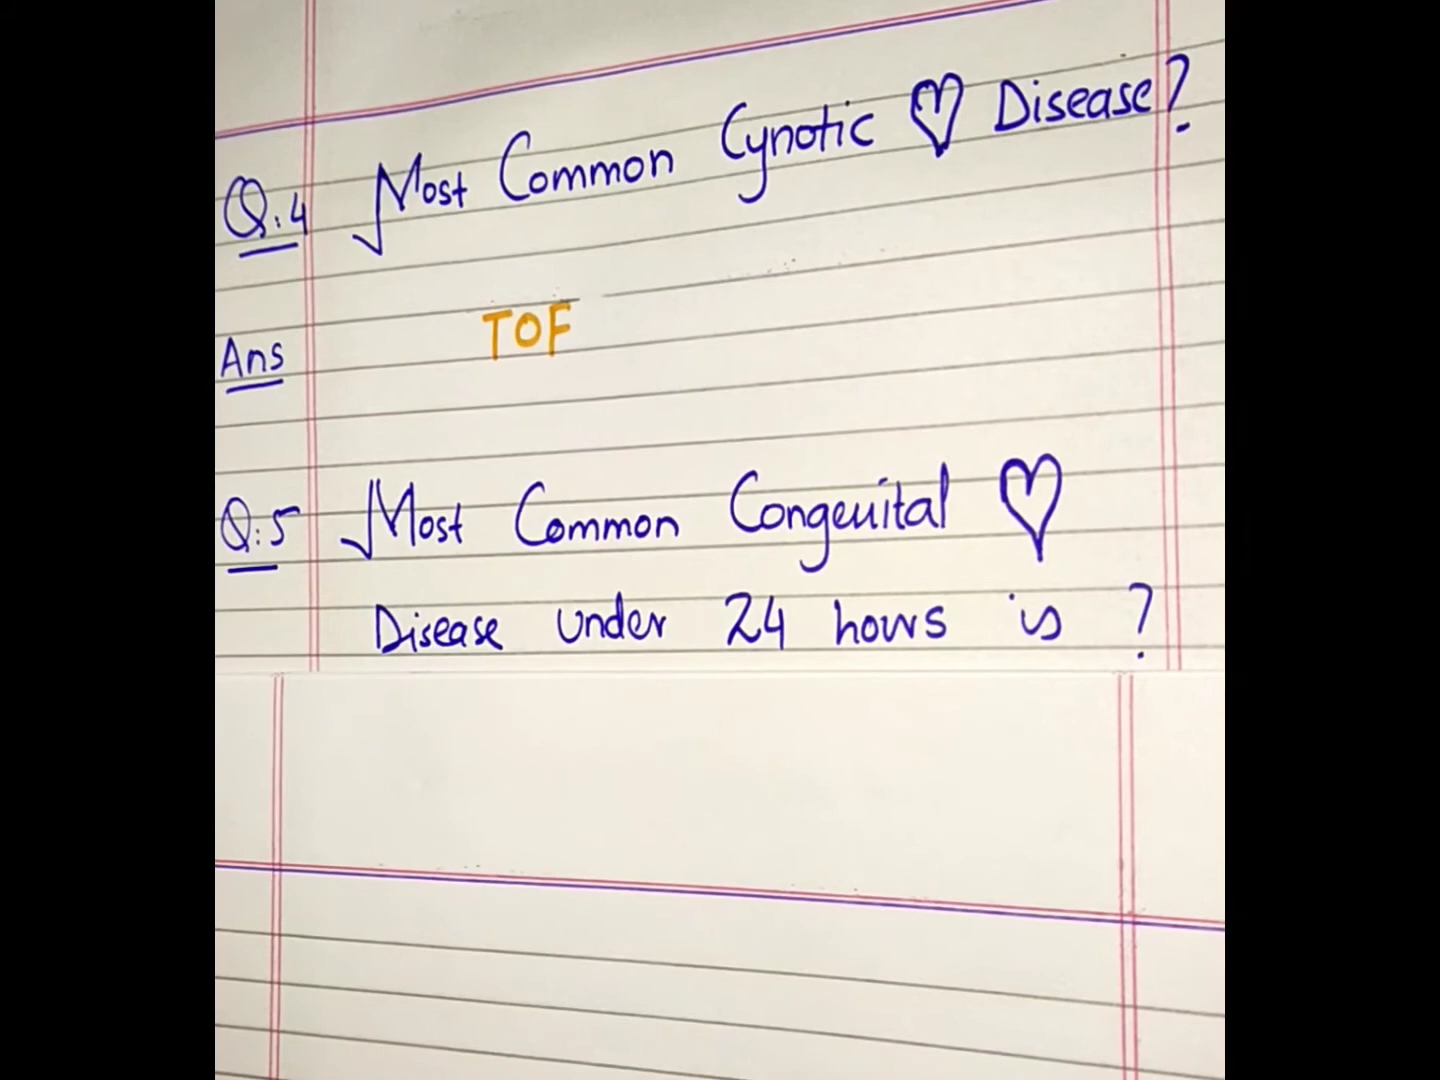 Q.4 Most Common Cynotic ♡ Disease?
Ans TOF
Q:5 Most Common Congenital ♡
Disease under 24 hours is ?